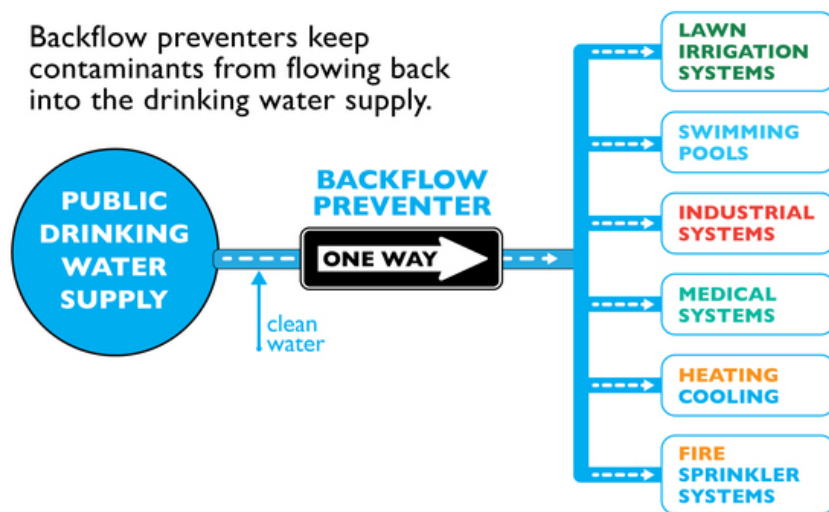 Backflow preventers keep
contaminants from flowing back
into the drinking water supply.
PUBLIC
DRINKING
WATER
SUPPLY
clean
water
BACKFLOW
PREVENTER
ONE WAY
LAWN
IRRIGATION
SYSTEMS
SWIMMING
POOLS
INDUSTRIAL
SYSTEMS
MEDICAL
SYSTEMS
HEATING
COOLING
FIRE
SPRINKLER
SYSTEMS